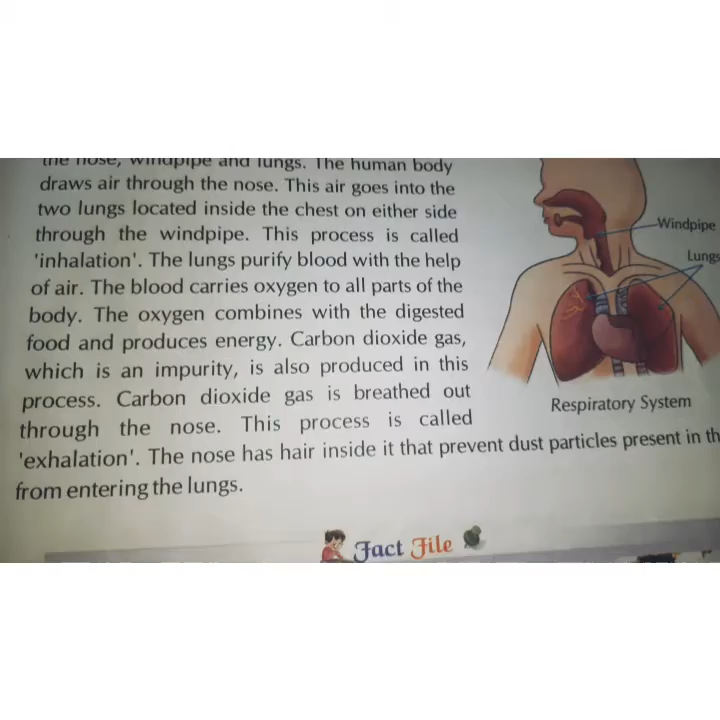 the nose, windpipe and lungs. The human body
draws air through the nose. This air goes into the
two lungs located inside the chest on either side
through the windpipe. This process is called
'inhalation'. The lungs purify blood with the help
of air. The blood carries oxygen to all parts of the
body. The oxygen combines with the digested
food and produces energy. Carbon dioxide gas,
which is an impurity, is also produced in this
process. Carbon dioxide gas is breathed out
through the nose. This process is called
'exhalation'. The nose has hair inside it that prevent dust particles present in th
from entering the lungs.
Windpipe
Lungs
Respiratory System
Fact File